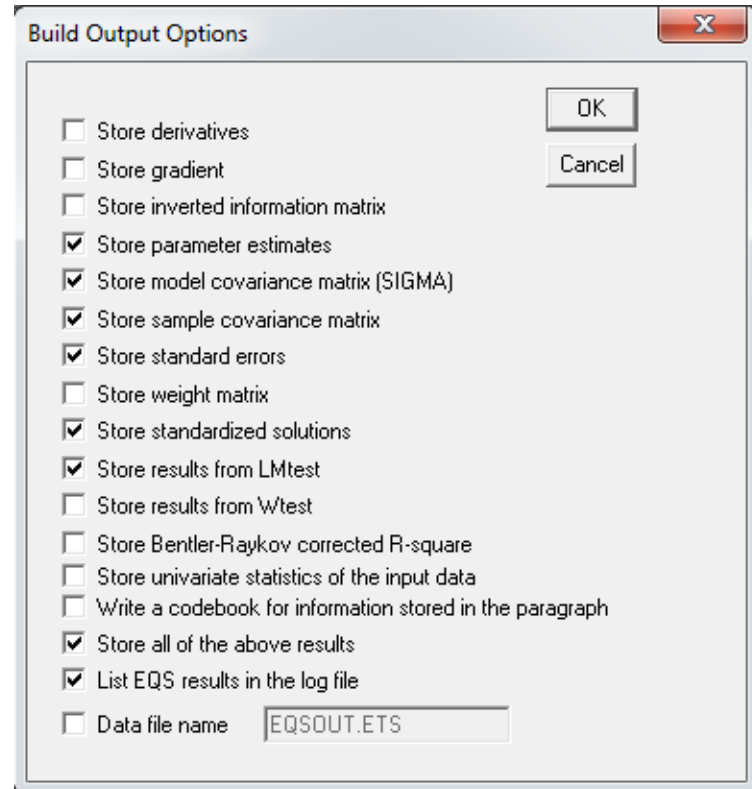 Build Output Options
OK
Cancel
Store derivatives
Store gradient
Store inverted information matrix
Store parameter estimates
Store model covariance matrix (SIGMA)
Store sample covariance matrix
Store standard errors
Store weight matrix
Store standardized solutions
Store results from LMtest
Store results from Wtest
Store Bentler-Raykov corrected R-square
Store univariate statistics of the input data
Write a codebook for information stored in the paragraph
Store all of the above results
List EQS results in the log file
Data file name EQSOUT.ETS